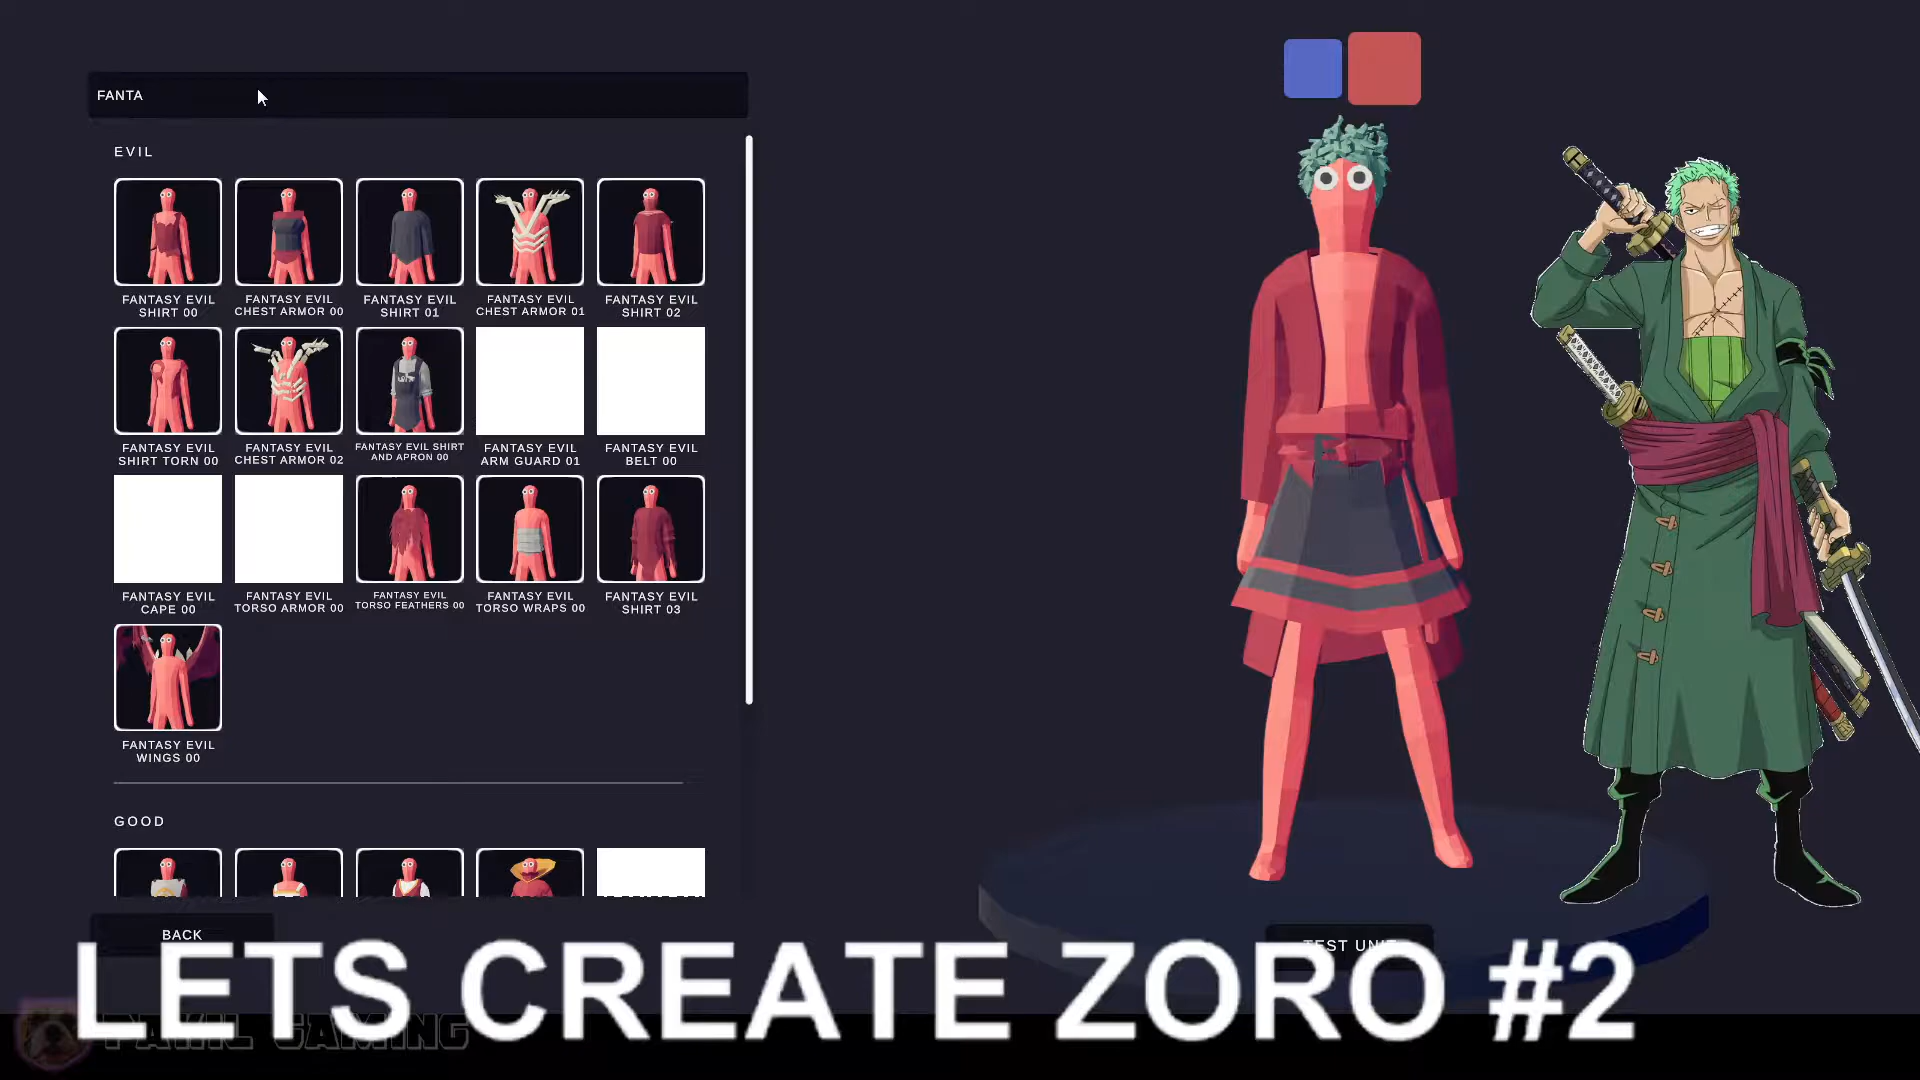 FANTA
EVIL
FANTASY EVIL
SHIRT 00
FANTASY EVIL
CHEST ARMOR 00
FANTASY EVIL
SHIRT 01
FANTASY EVIL
CHEST ARMOR 01
FANTASY EVIL
SHIRT 02
FANTASY EVIL
SHIRT TORN 00
FANTASY EVIL
CHEST ARMOR 02
FANTASY EVIL SHIRT
AND APRON 00
FANTASY EVIL
ARM GUARD 01
FANTASY EVIL
BELT 00
FANTASY EVIL
CAPE 00
FANTASY EVIL
TORSO ARMOR 00
FANTASY EVIL
TORSO FEATHERS 00
FANTASY EVIL
TORSO WRAPS 00
FANTASY EVIL
SHIRT 03
FANTASY EVIL
WINGS 00
GOOD
BACK
TEST UNIT
LETS CREATE ZORO #2
GAMING